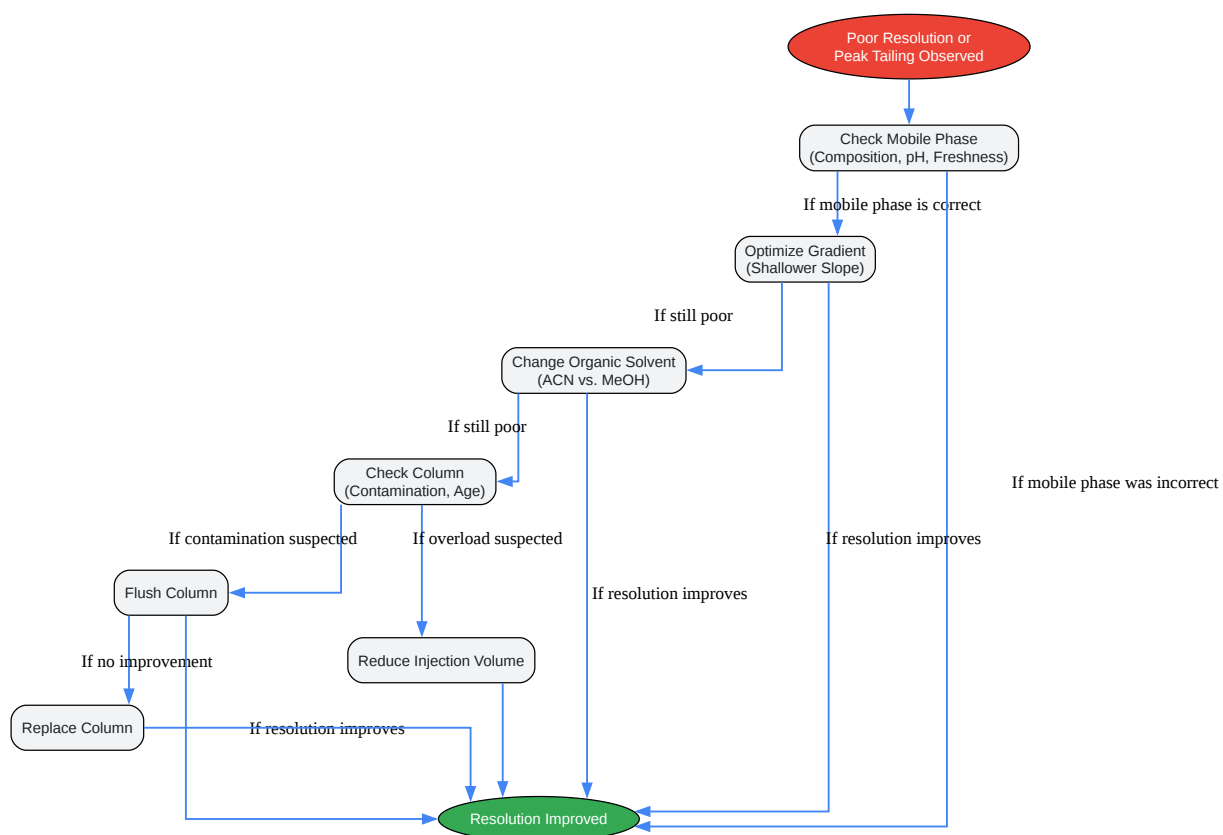 Poor Resolution or
Peak Tailing Observed
Check Mobile Phase
(Composition, pH, Freshness)
If mobile phase is correct
Optimize Gradient
(Shallower Slope)
If still poor
Change Organic Solvent
(ACN vs. MeOH)
If still poor
Check Column
(Contamination, Age)
If mobile phase was incorrect
If contamination suspected
If overload suspected
If resolution improves
Flush Column
If resolution improves
Reduce Injection Volume
If no improvement
Replace Column
If resolution improves
Resolution Improved